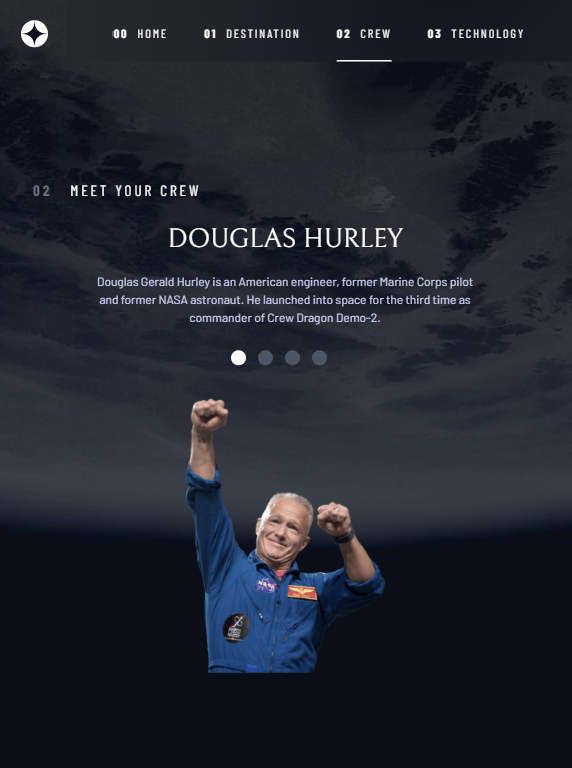 00 HOME 01 DESTINATION 02 CREW 03 TECHNOLOGY
02 MEET YOUR CREW
DOUGLAS HURLEY
Douglas Gerald Hurley is an American engineer, former Marine Corps pilot
and former NASA astronaut. He launched into space for the third time as
commander of Crew Dragon Demo-2.
NASA